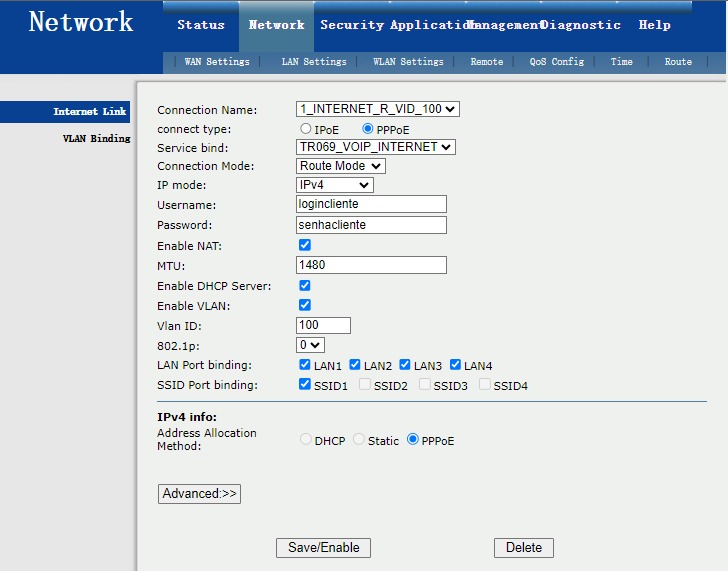 Network
Status Network Security Application Management Diagnostic Help
WAN Settings LAN Settings WLAN Settings Remote QoS Config Time Route
Internet Link
VLAN Binding
Connection Name: 1_INTERNET_R_VID_100
connect type: IPoE PPPoE
Service bind: TR069_VOIP_INTERNET
Connection Mode: Route Mode
IP mode: IPv4
Username: logincliente
Password: senhacliente
Enable NAT:
MTU: 1480
Enable DHCP Server:
Enable VLAN:
Vlan ID: 100
802.1p: 0
LAN Port binding: LAN1 LAN2 LAN3 LAN4
SSID Port binding: SSID1 SSID2 SSID3 SSID4
IPv4 info:
Address Allocation
Method: DHCP Static PPPoE
Advanced:>>
Save/Enable Delete